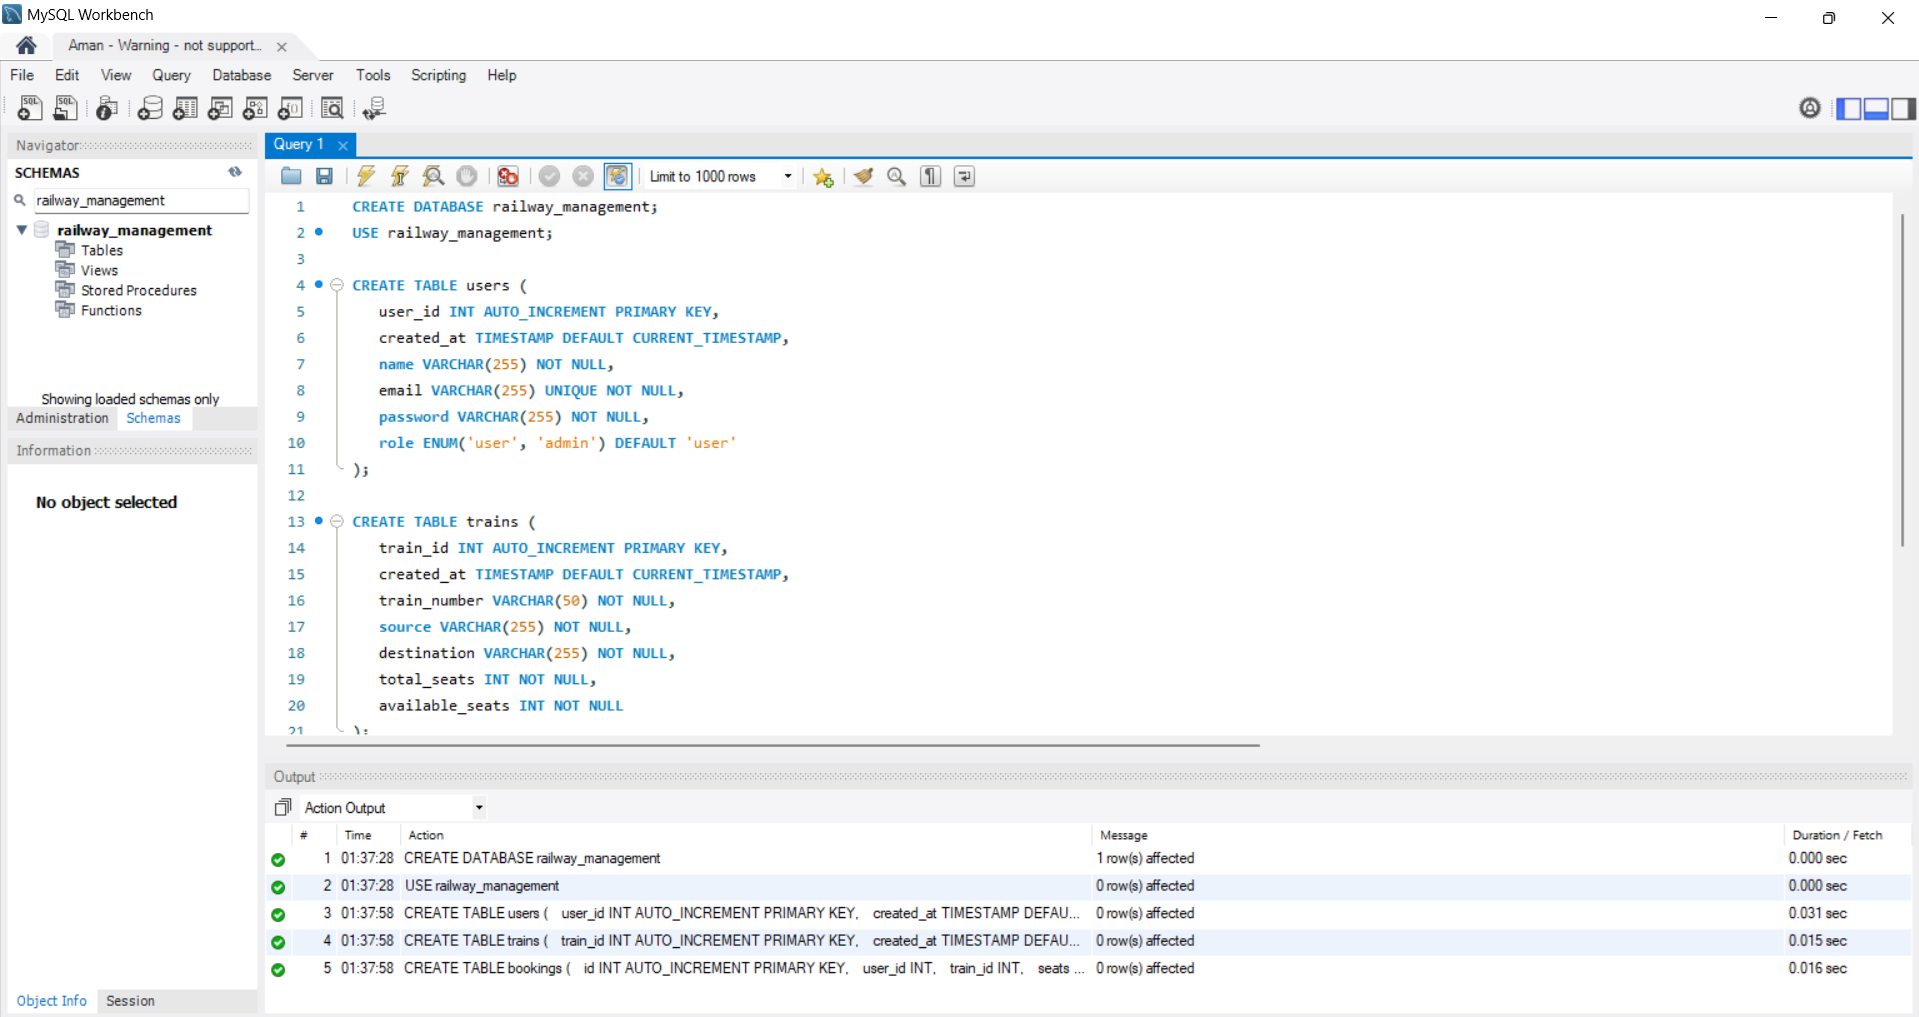 MySQL Workbench
Aman - Warning - not support...
File Edit View Query Database Server Tools Scripting Help
Navigator
SCHEMAS
railway_management
railway_management
Tables
Views
Stored Procedures
Functions
Showing loaded schemas only
Administration Schemas
Information
No object selected
Object Info Session
Query 1
Limit to 1000 rows
1 CREATE DATABASE railway_management;
2 USE railway_management;
3
4 CREATE TABLE users (
5 user_id INT AUTO_INCREMENT PRIMARY KEY,
6 created_at TIMESTAMP DEFAULT CURRENT_TIMESTAMP,
7 name VARCHAR(255) NOT NULL,
8 email VARCHAR(255) UNIQUE NOT NULL,
9 password VARCHAR(255) NOT NULL,
10 role ENUM('user', 'admin') DEFAULT 'user'
11 );
12
13 CREATE TABLE trains (
14 train_id INT AUTO_INCREMENT PRIMARY KEY,
15 created_at TIMESTAMP DEFAULT CURRENT_TIMESTAMP,
16 train_number VARCHAR(50) NOT NULL,
17 source VARCHAR(255) NOT NULL,
18 destination VARCHAR(255) NOT NULL,
19 total_seats INT NOT NULL,
20 available_seats INT NOT NULL
21 );
Output
Action Output
# Time Action Message Duration / Fetch
1 01:37:28 CREATE DATABASE railway_management 1 row(s) affected 0.000 sec
2 01:37:28 USE railway_management 0 row(s) affected 0.000 sec
3 01:37:58 CREATE TABLE users ( user_id INT AUTO_INCREMENT PRIMARY KEY, created_at TIMESTAMP DEFAU... 0 row(s) affected 0.031 sec
4 01:37:58 CREATE TABLE trains ( train_id INT AUTO_INCREMENT PRIMARY KEY, created_at TIMESTAMP DEFAU... 0 row(s) affected 0.015 sec
5 01:37:58 CREATE TABLE bookings ( id INT AUTO_INCREMENT PRIMARY KEY, user_id INT, train_id INT, seats ... 0 row(s) affected 0.016 sec